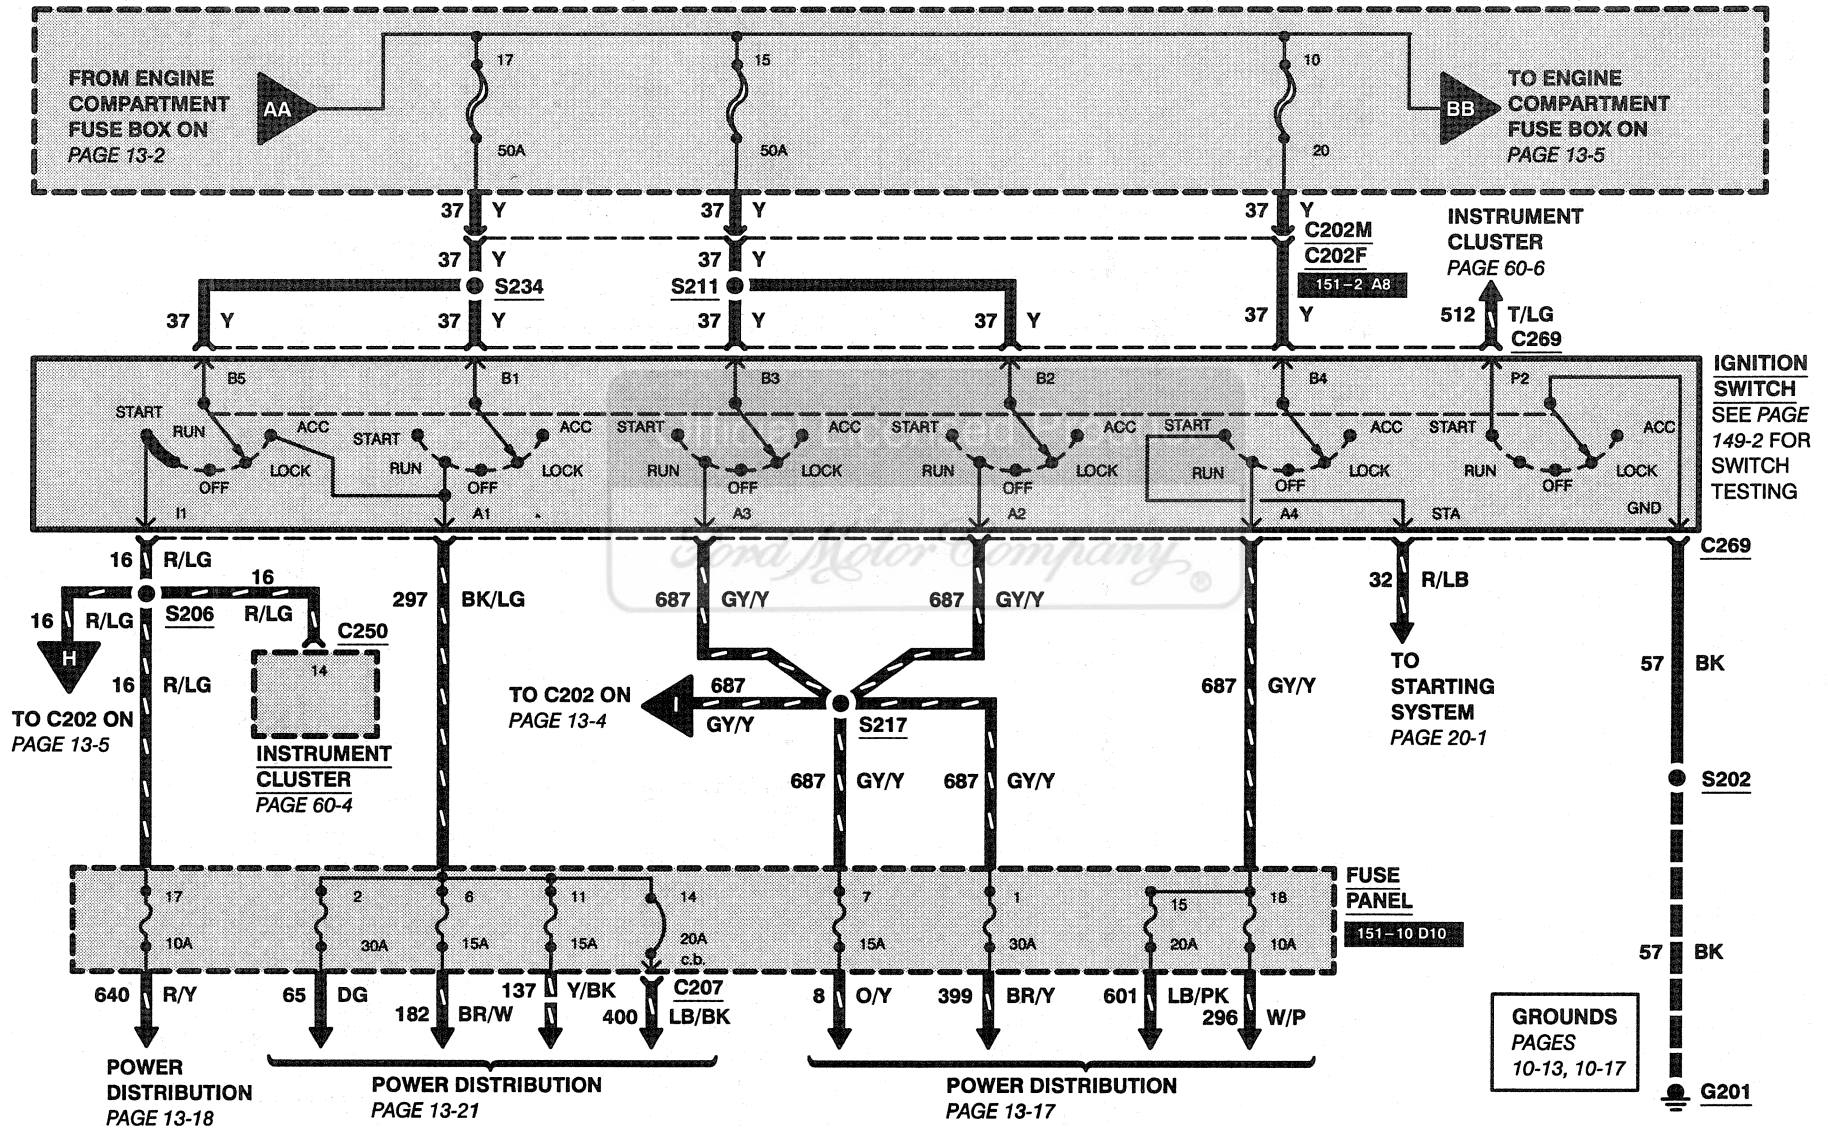 FROM ENGINE
COMPARTMENT
FUSE BOX ON
PAGE 13-2
AA
17
50A
15
50A
10
20
BB
TO ENGINE
COMPARTMENT
FUSE BOX ON
PAGE 13-5
37 Y
37 Y
37 Y
C202M
C202F
151-2 A8
INSTRUMENT
CLUSTER
PAGE 60-6
37 Y
37 Y
S234
S211
37 Y
37 Y
37 Y
37 Y
37 Y
512 T/LG
C269
B5
B1
B3
B2
B4
P2
IGNITION
SWITCH
SEE PAGE
149-2 FOR
SWITCH
TESTING
START
RUN
OFF
LOCK
ACC
START
RUN
OFF
LOCK
ACC
START
RUN
OFF
LOCK
ACC
START
RUN
OFF
LOCK
ACC
START
RUN
OFF
LOCK
ACC
START
RUN
OFF
LOCK
ACC
Official Licensed Product
I1
A1
A3
A2
A4
STA
GND
Ford Motor Company®
C269
16 R/LG
16
R/LG
S206
16
R/LG
H
16 R/LG
TO C202 ON
PAGE 13-5
C250
14
INSTRUMENT
CLUSTER
PAGE 60-4
297 BK/LG
687 GY/Y
687 GY/Y
TO C202 ON
PAGE 13-4
I
687
GY/Y
S217
687 GY/Y
687 GY/Y
687 GY/Y
32 R/LB
TO
STARTING
SYSTEM
PAGE 20-1
57 BK
S202
57 BK
FUSE
PANEL
151-10 D10
17
10A
2
30A
6
15A
11
15A
14
20A
c.b.
7
15A
1
30A
15
20A
18
10A
640 R/Y
65 DG
182 BR/W
137 Y/BK
C207
400 LB/BK
8 O/Y
399 BR/Y
601 LB/PK
296 W/P
POWER
DISTRIBUTION
PAGE 13-18
POWER DISTRIBUTION
PAGE 13-21
POWER DISTRIBUTION
PAGE 13-17
GROUNDS
PAGES
10-13, 10-17
G201